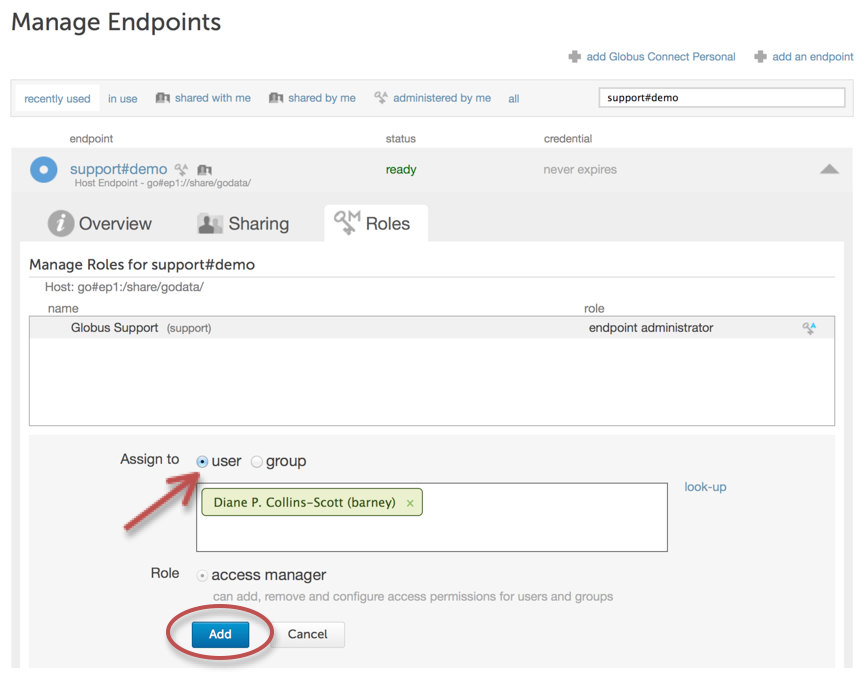 Manage Endpoints
add Globus Connect Personal add an endpoint
recently used in use shared with me shared by me administered by me all support#demo
endpoint status credential
support#demo ready never expires
Host Endpoint - go#ep1://share/godata/
Overview Sharing Roles
Manage Roles for support#demo
Host: go#ep1:/share/godata/
name role
Globus Support (support) endpoint administrator
Assign to user group
Diane P. Collins-Scott (barney) × look-up
Role access manager
can add, remove and configure access permissions for users and groups
Add Cancel